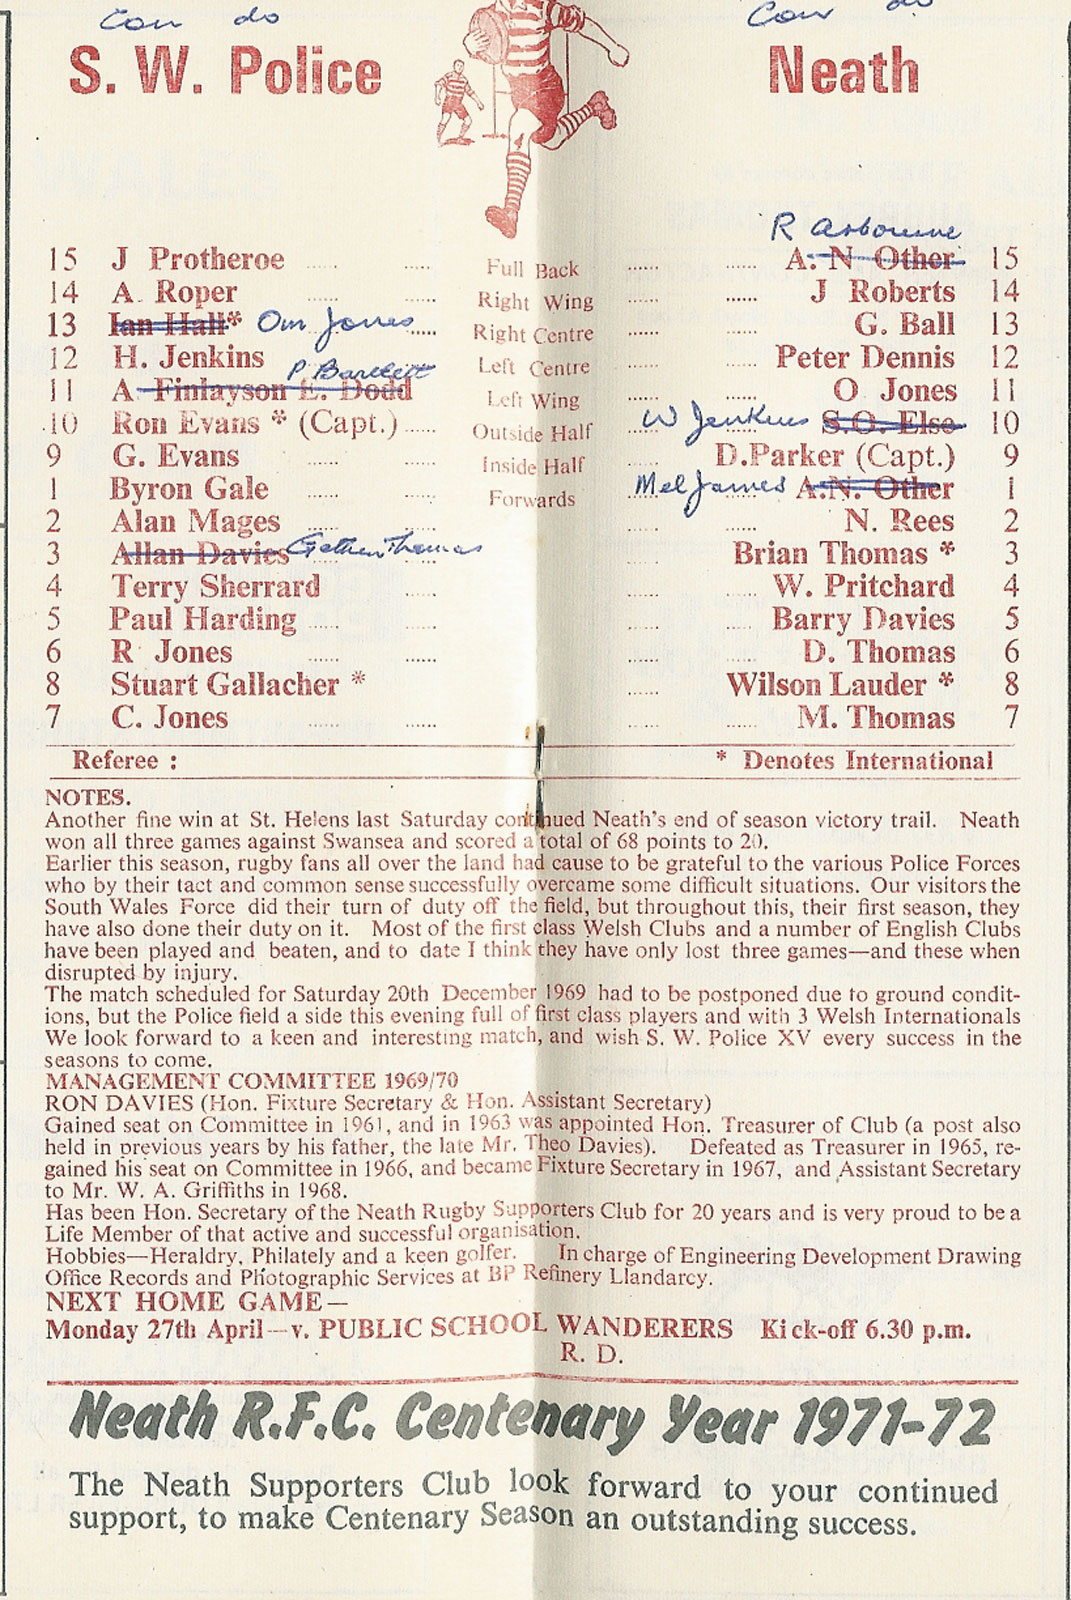 Con do Con do
S. W. Police Neath
R Osbourne
15 J Protheroe ...... ..... Full Back ...... ...... A. N Other 15
14 A. Roper ...... ..... Right Wing ...... ...... J Roberts 14
13 Ian Hall* Om Jones ..... Right Centre ...... ...... G. Ball 13
12 H. Jenkins Left Centre ...... ...... Peter Dennis 12
P. Bartlett
11 A Finlayson E. Dodd Left Wing ...... ...... O Jones 11
10 Ron Evans * (Capt.) ..... Outside Half W Jenkins S.O. Else 10
9 G. Evans ...... ..... Inside Half ..... D.Parker (Capt.) 9
1 Byron Gale ...... ..... Forwards Mel James A.N. Other 1
2 Alan Mages ...... ..... ..... ..... N. Rees 2
3 Allan Davies Gethin Thomas ..... Brian Thomas * 3
4 Terry Sherrard ..... ..... ..... W. Pritchard 4
5 Paul Harding ..... ..... ..... ..... Barry Davies 5
6 R Jones ...... ...... ..... ..... D. Thomas 6
8 Stuart Gallacher * ..... Wilson Lauder * 8
7 C. Jones ...... ...... ..... ..... M. Thomas 7
Referee : * Denotes International
NOTES.
Another fine win at St. Helens last Saturday continued Neath's end of season victory trail. Neath
won all three games against Swansea and scored a total of 68 points to 20.
Earlier this season, rugby fans all over the land had cause to be grateful to the various Police Forces
who by their tact and common sense successfully overcame some difficult situations. Our visitors the
South Wales Force did their turn of duty off the field, but throughout this, their first season, they
have also done their duty on it. Most of the first class Welsh Clubs and a number of English Clubs
have been played and beaten, and to date I think they have only lost three games—and these when
disrupted by injury.
The match scheduled for Saturday 20th December 1969 had to be postponed due to ground condit-
ions, but the Police field a side this evening full of first class players and with 3 Welsh Internationals
We look forward to a keen and interesting match, and wish S. W. Police XV every success in the
seasons to come.
MANAGEMENT COMMITTEE 1969/70
RON DAVIES (Hon. Fixture Secretary & Hon. Assistant Secretary)
Gained seat on Committee in 1961, and in 1963 was appointed Hon. Treasurer of Club (a post also
held in previous years by his father, the late Mr. Theo Davies). Defeated as Treasurer in 1965, re-
gained his seat on Committee in 1966, and became Fixture Secretary in 1967, and Assistant Secretary
to Mr. W. A. Griffiths in 1968.
Has been Hon. Secretary of the Neath Rugby Supporters Club for 20 years and is very proud to be a
Life Member of that active and successful organisation.
Hobbies—Heraldry, Philately and a keen golfer. In charge of Engineering Development Drawing
Office Records and Photographic Services at BP Refinery Llandarcy.
NEXT HOME GAME—
Monday 27th April—v. PUBLIC SCHOOL WANDERERS Kick-off 6.30 p.m.
R. D.
Neath R.F.C. Centenary Year 1971-72
The Neath Supporters Club look forward to your continued
support, to make Centenary Season an outstanding success.